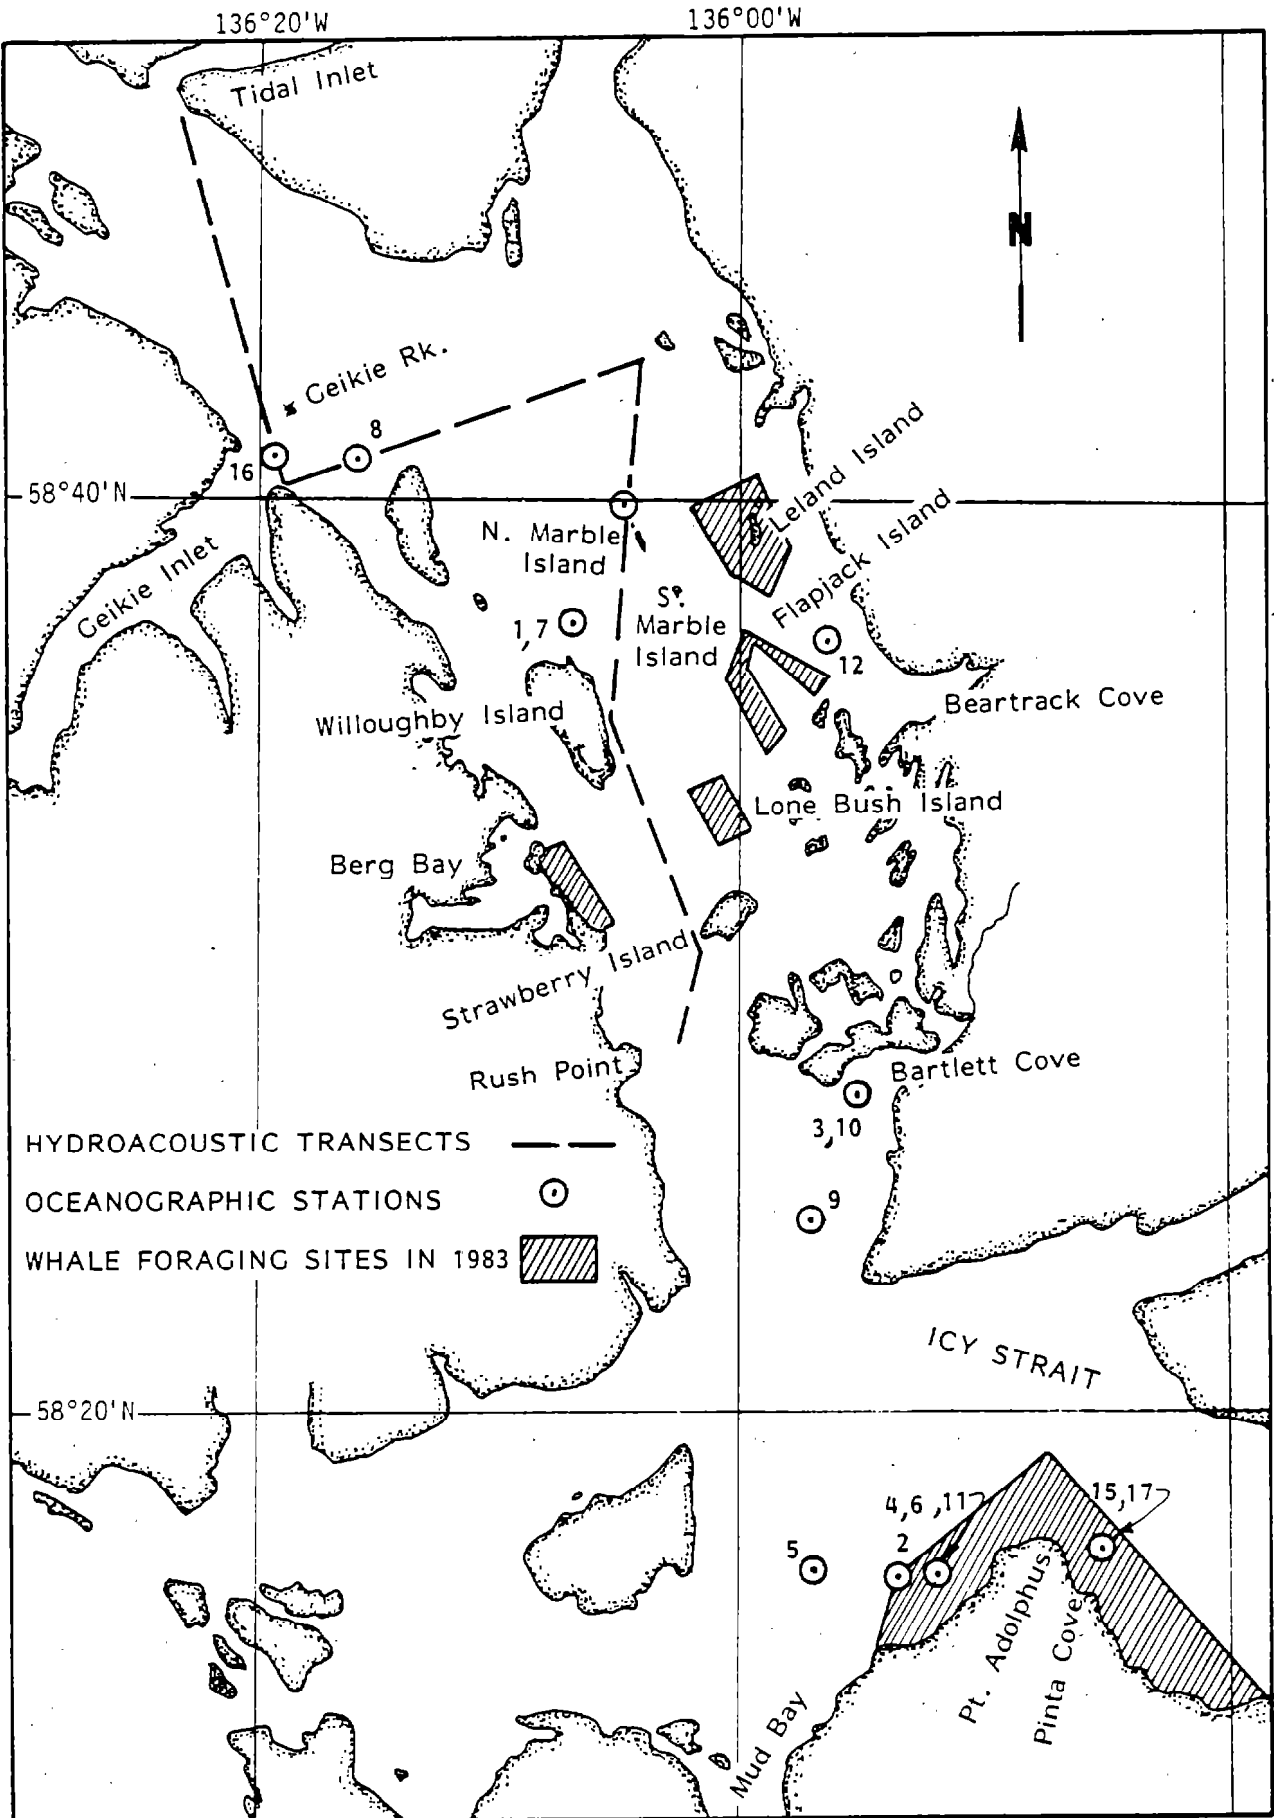 136°20'W
136°00'W
Tidal Inlet
N
Geikie Rk.
8
16
58°40'N
Leland Island
N. Marble
Island
Flapjack Island
Geikie Inlet
S.
Marble
Island
1,7
12
Beartrack Cove
Willoughby Island
Lone Bush Island
Berg Bay
Strawberry Island
Rush Point
Bartlett Cove
3,10
HYDROACOUSTIC TRANSECTS
OCEANOGRAPHIC STATIONS
9
WHALE FORAGING SITES IN 1983
ICY STRAIT
58°20'N
4,6,11
15,17
2
5
Pt. Adolphus
Pinta Cove
Mud Bay